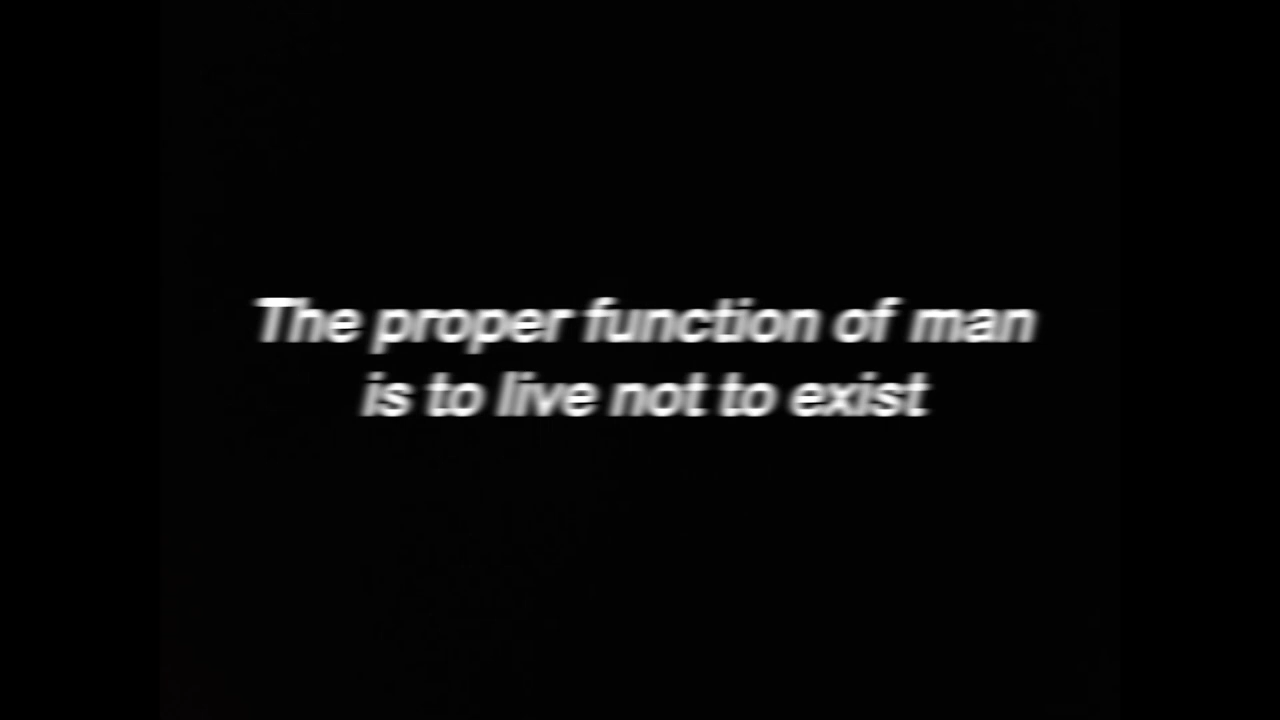 The proper function of man
is to live not to exist